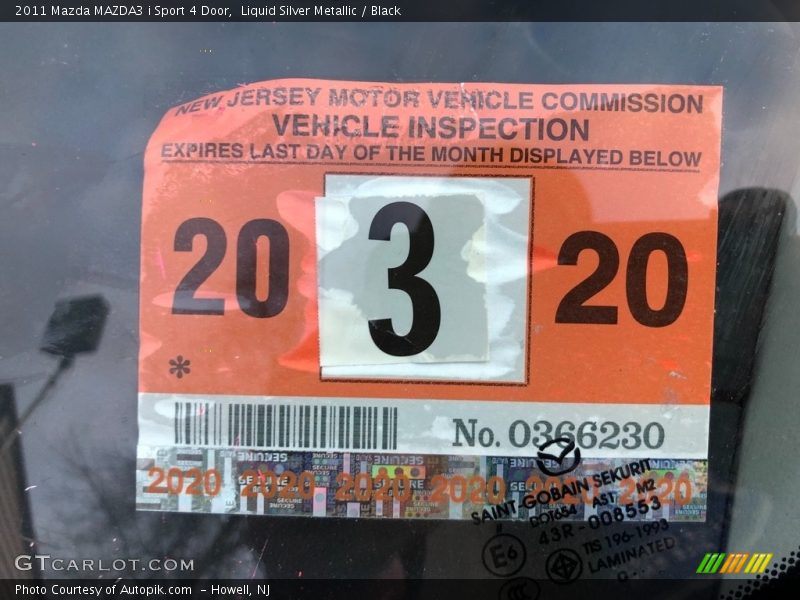 2011 Mazda MAZDA3 i Sport 4 Door, Liquid Silver Metallic / Black
NEW JERSEY MOTOR VEHICLE COMMISSION
VEHICLE INSPECTION
EXPIRES LAST DAY OF THE MONTH DISPLAYED BELOW
20 3 20
*
No. 0366230
2020 2020 2020 2020 2020 2020
SAINT-GOBAIN SEKURIT
DOT654 AS1 M2
43R-008553
E6 TIS 196-1993
LAMINATED
CCC
GTCARLOT.COM
Photo Courtesy of Autopik.com - Howell, NJ